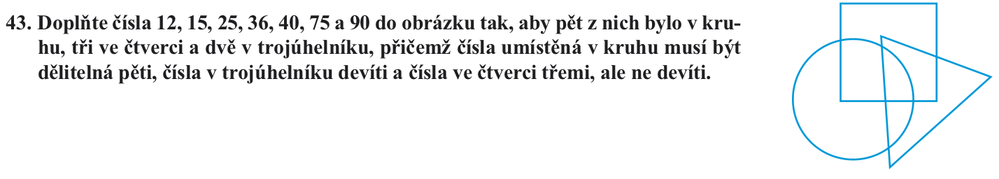 43. Doplňte čísla 12, 15, 25, 36, 40, 75 a 90 do obrázku tak, aby pět z nich bylo v kru-
hu, tři ve čtverci a dvě v trojúhelníku, přičemž čísla umístěná v kruhu musí být
dělitelná pěti, čísla v trojúhelníku devíti a čísla ve čtverci třemi, ale ne devíti.